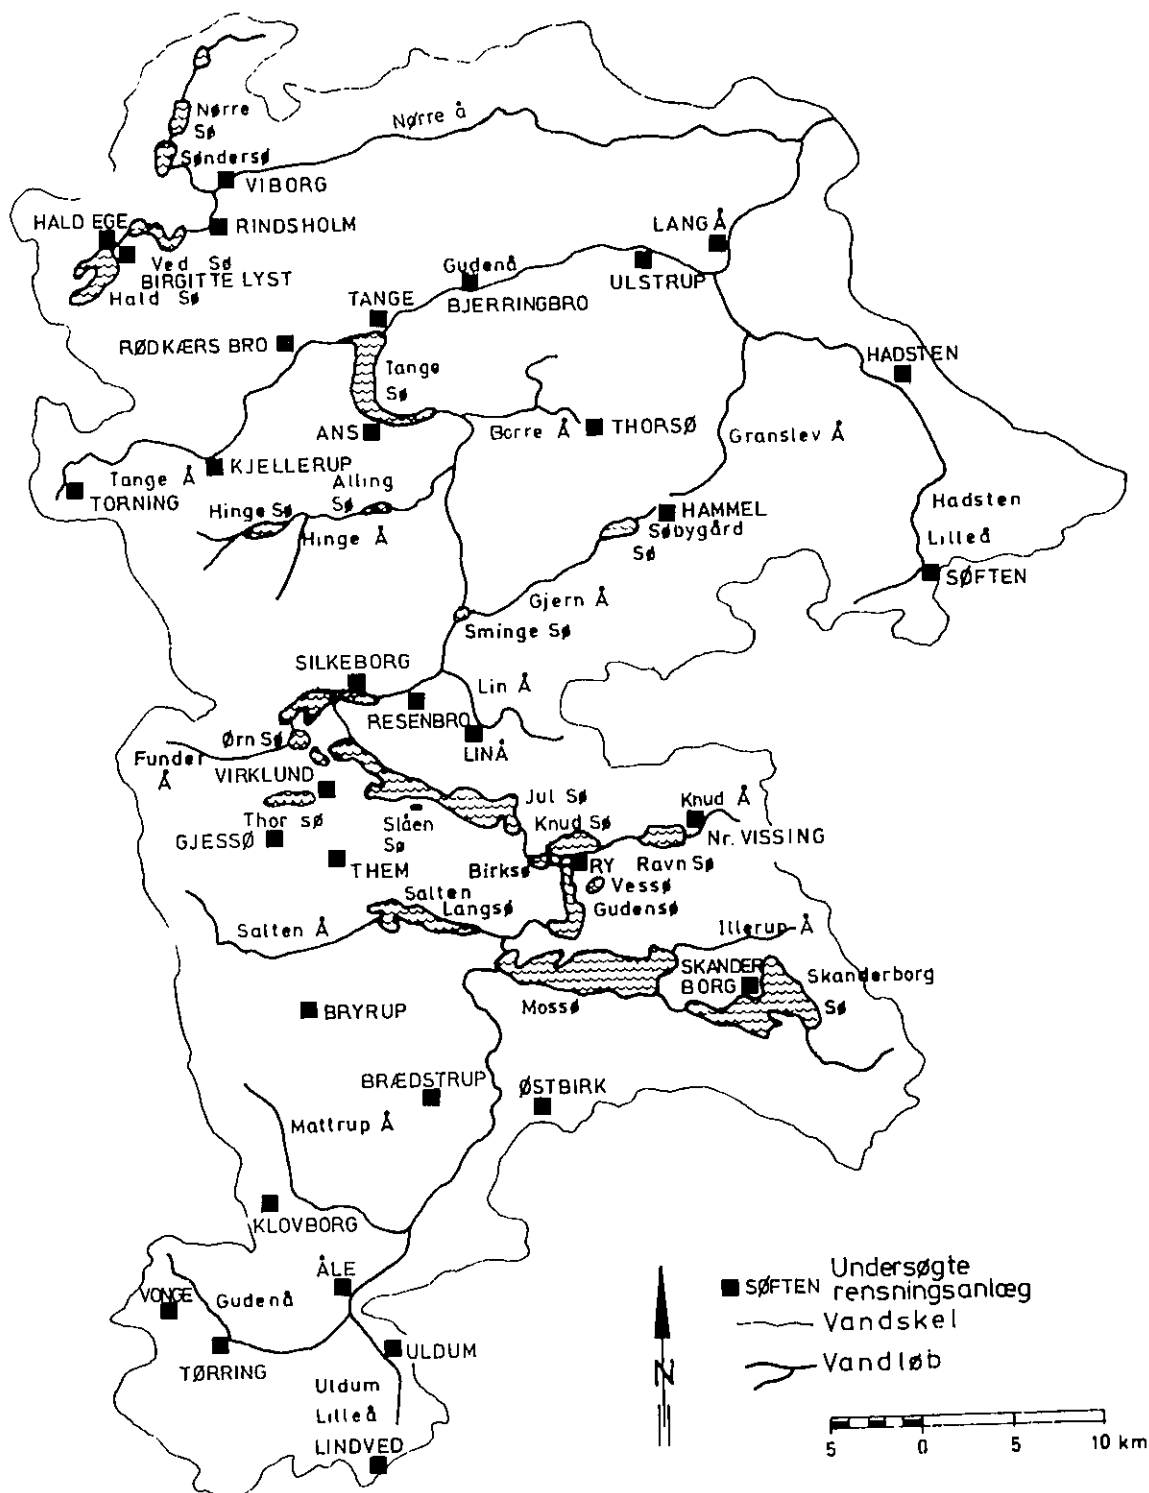 Nørre
Sø
Nørre å
Søndersø
VIBORG
HALD EGE
RINDSHOLM
LANGÅ
Ved Sø
BIRGITTE LYST
Hald Sø
Gudenå
ULSTRUP
BJERRINGBRO
TANGE
RØDKÆRS BRO
HADSTEN
Tange
Sø
ANS
Borre Å
THORSØ
Granslev Å
Tange Å
KJELLERUP
TORNING
Alling
Sø
Hinge Sø
Hinge Å
HAMMEL
Søbygård
Sø
Hadsten
Lilleå
SØFTEN
Gjern Å
Sminge Sø
SILKEBORG
Lin Å
RESENBRO
LINÅ
Ørn Sø
Funder
Å
VIRKLUND
Thor sø
Jul Sø
Slåen
Sø
Knud Sø
Knud Å
Nr. VISSING
GJESSØ
THEM
Birksø
RY
Ravn Sø
Vessø
Gudensø
Salten
Langsø
Salten Å
Illerup Å
SKANDER
BORG
Skanderborg
Sø
Mossø
BRYRUP
BRÆDSTRUP
ØSTBIRK
Mattrup Å
KLOVBORG
ÅLE
VONGE
Gudenå
TØRRING
ULDUM
Uldum
Lilleå
LINDVED
N
SØFTEN
Undersøgte
rensningsanlæg
Vandskel
Vandløb
5 0 5 10 km